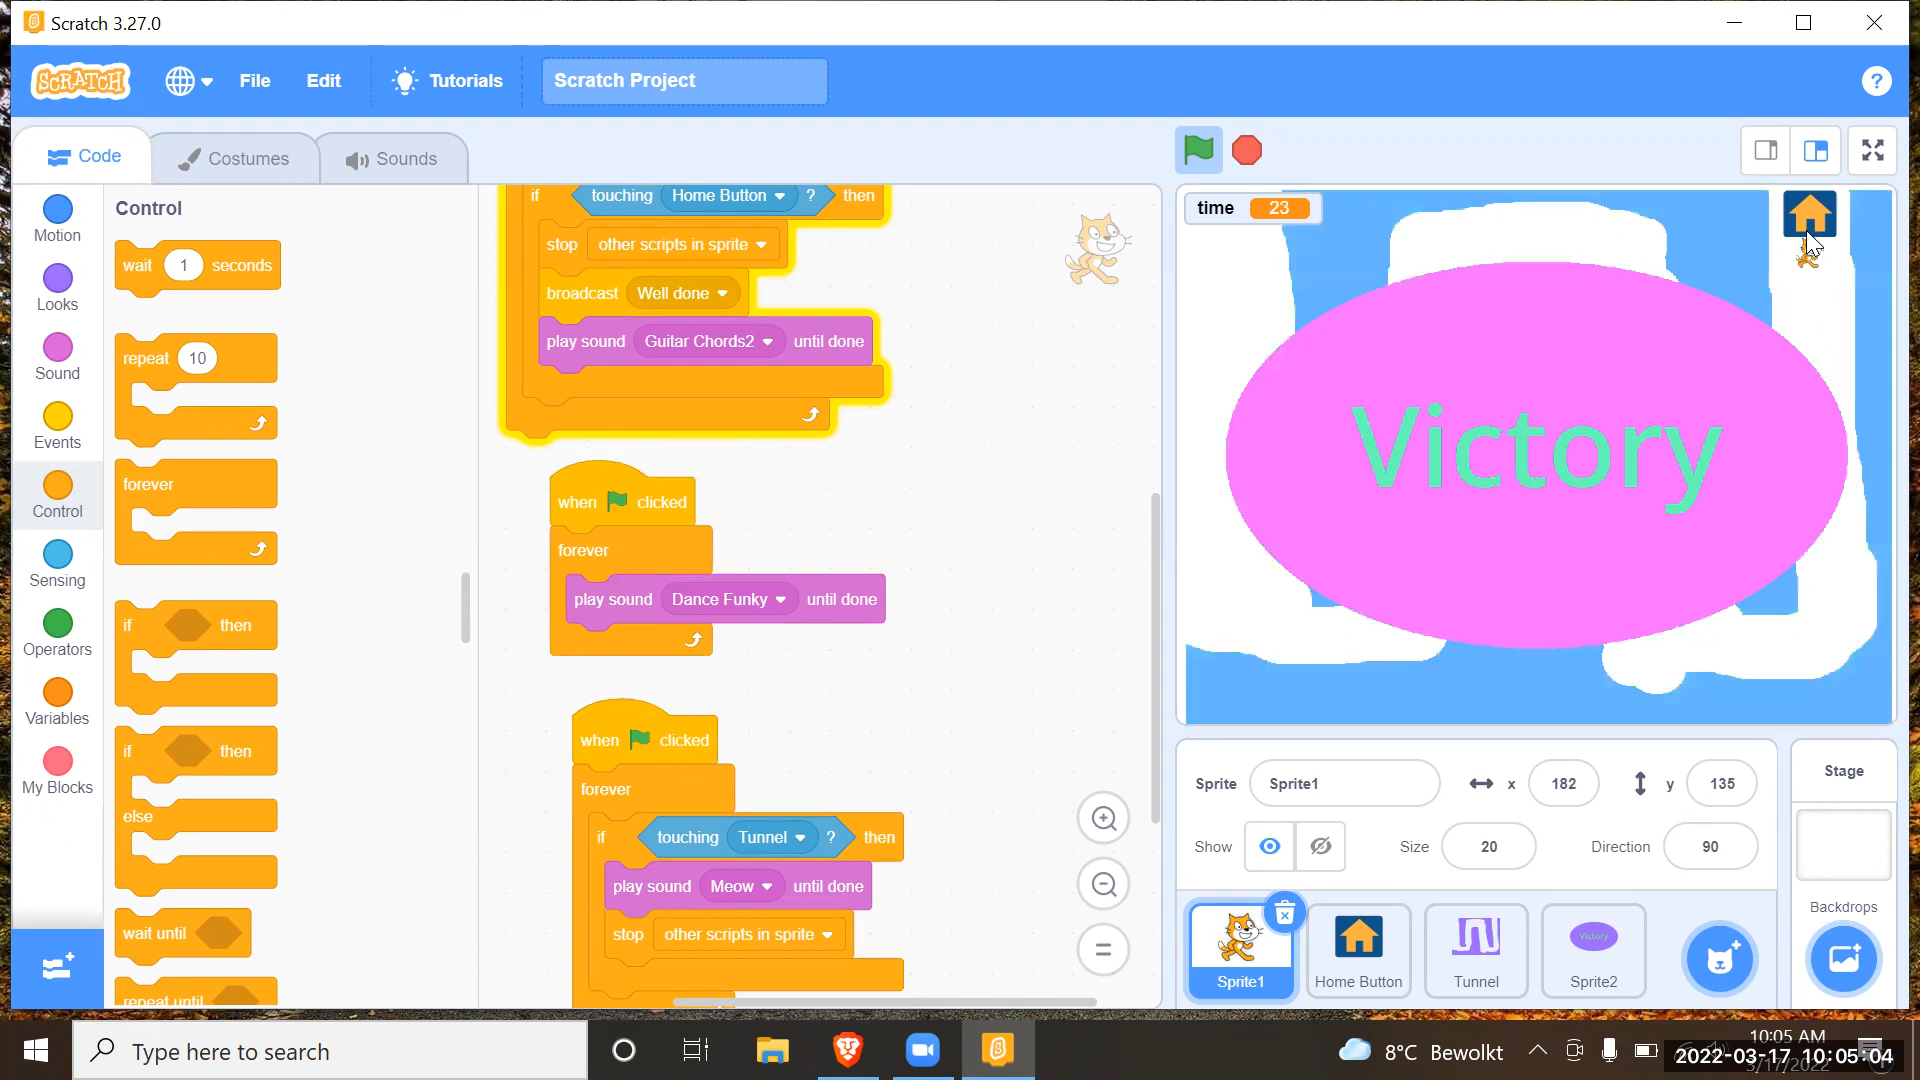 Scratch 3.27.0
SCRATCH
File
Edit
Tutorials
Scratch Project
?
Code
Costumes
Sounds
Motion
Looks
Sound
Events
Control
Sensing
Operators
Variables
My Blocks
Control
wait 1 seconds
repeat 10
forever
if then
if then
else
wait until
repeat until
if touching Home Button ? then
stop other scripts in sprite
broadcast Well done
play sound Guitar Chords2 until done
when clicked
forever
play sound Dance Funky until done
when clicked
forever
if touching Tunnel ? then
play sound Meow until done
stop other scripts in sprite
time 23
Victory
Sprite Sprite1 x 182 y 135
Show Size 20 Direction 90
Sprite1
Home Button
Tunnel
Victory
Sprite2
Stage
Backdrops
Type here to search
8°C Bewolkt
10:05 AM
3/17/2022
2022-03-17 10:05:04